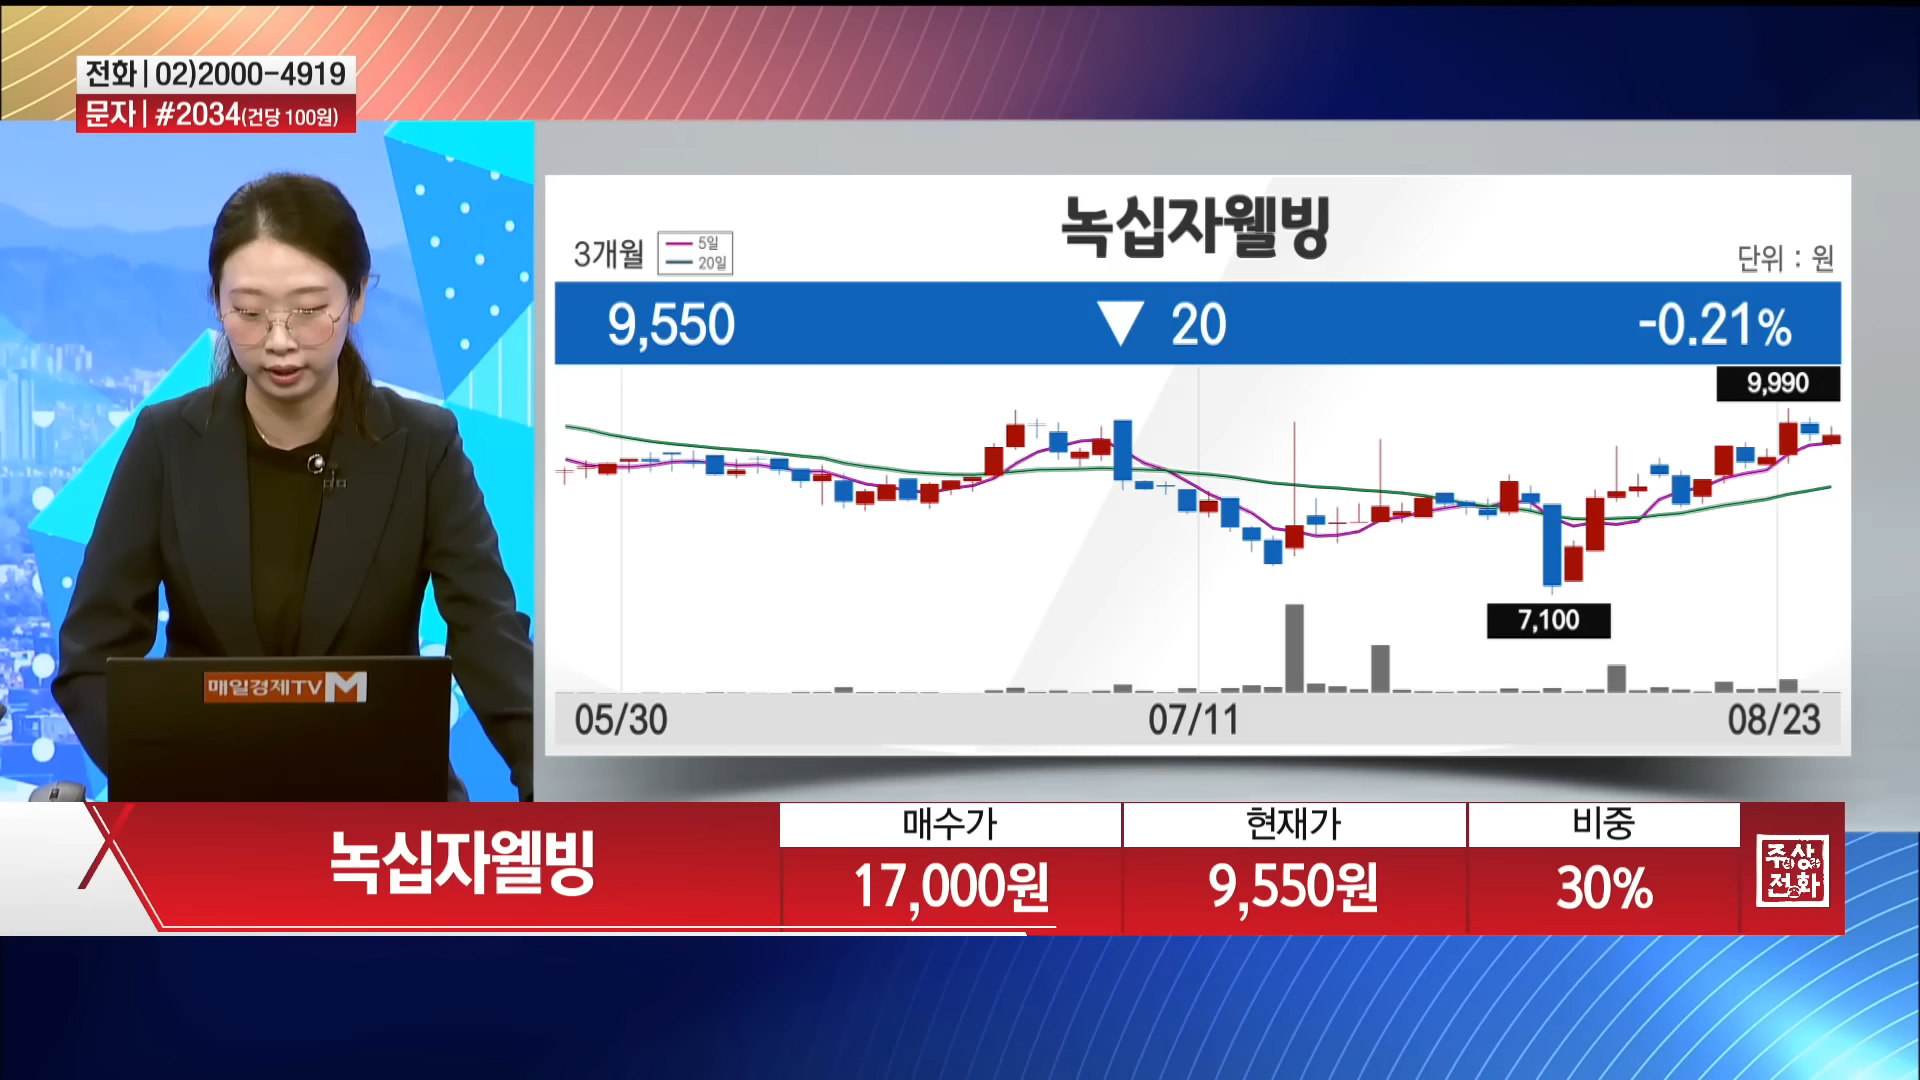 전화 | 02)2000-4919
문자 | #2034(건당 100원)
녹십자웰빙
3개월
5일
20일
단위 : 원
9,550 ▼ 20 -0.21%
9,990
7,100
05/30 07/11 08/23
매일경제TV M
녹십자웰빙
매수가 현재가 비중
17,000원 9,550원 30%
주상
전화